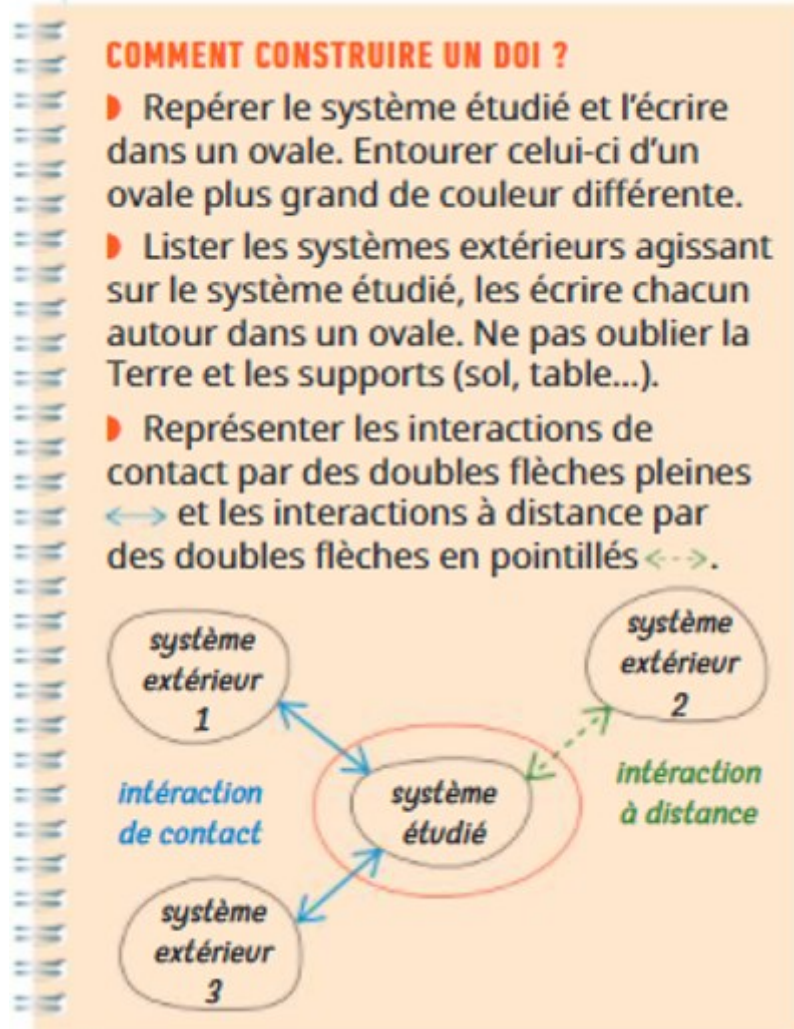 COMMENT CONSTRUIRE UN DOI ?
Repérer le système étudié et l'écrire
dans un ovale. Entourer celui-ci d'un
ovale plus grand de couleur différente.
Lister les systèmes extérieurs agissant
sur le système étudié, les écrire chacun
autour dans un ovale. Ne pas oublier la
Terre et les supports (sol, table...).
Représenter les interactions de
contact par des doubles flèches pleines
et les interactions à distance par
des doubles flèches en pointillés .
système
extérieur
1
système
extérieur
2
intéraction
de contact
système
étudié
intéraction
à distance
système
extérieur
3